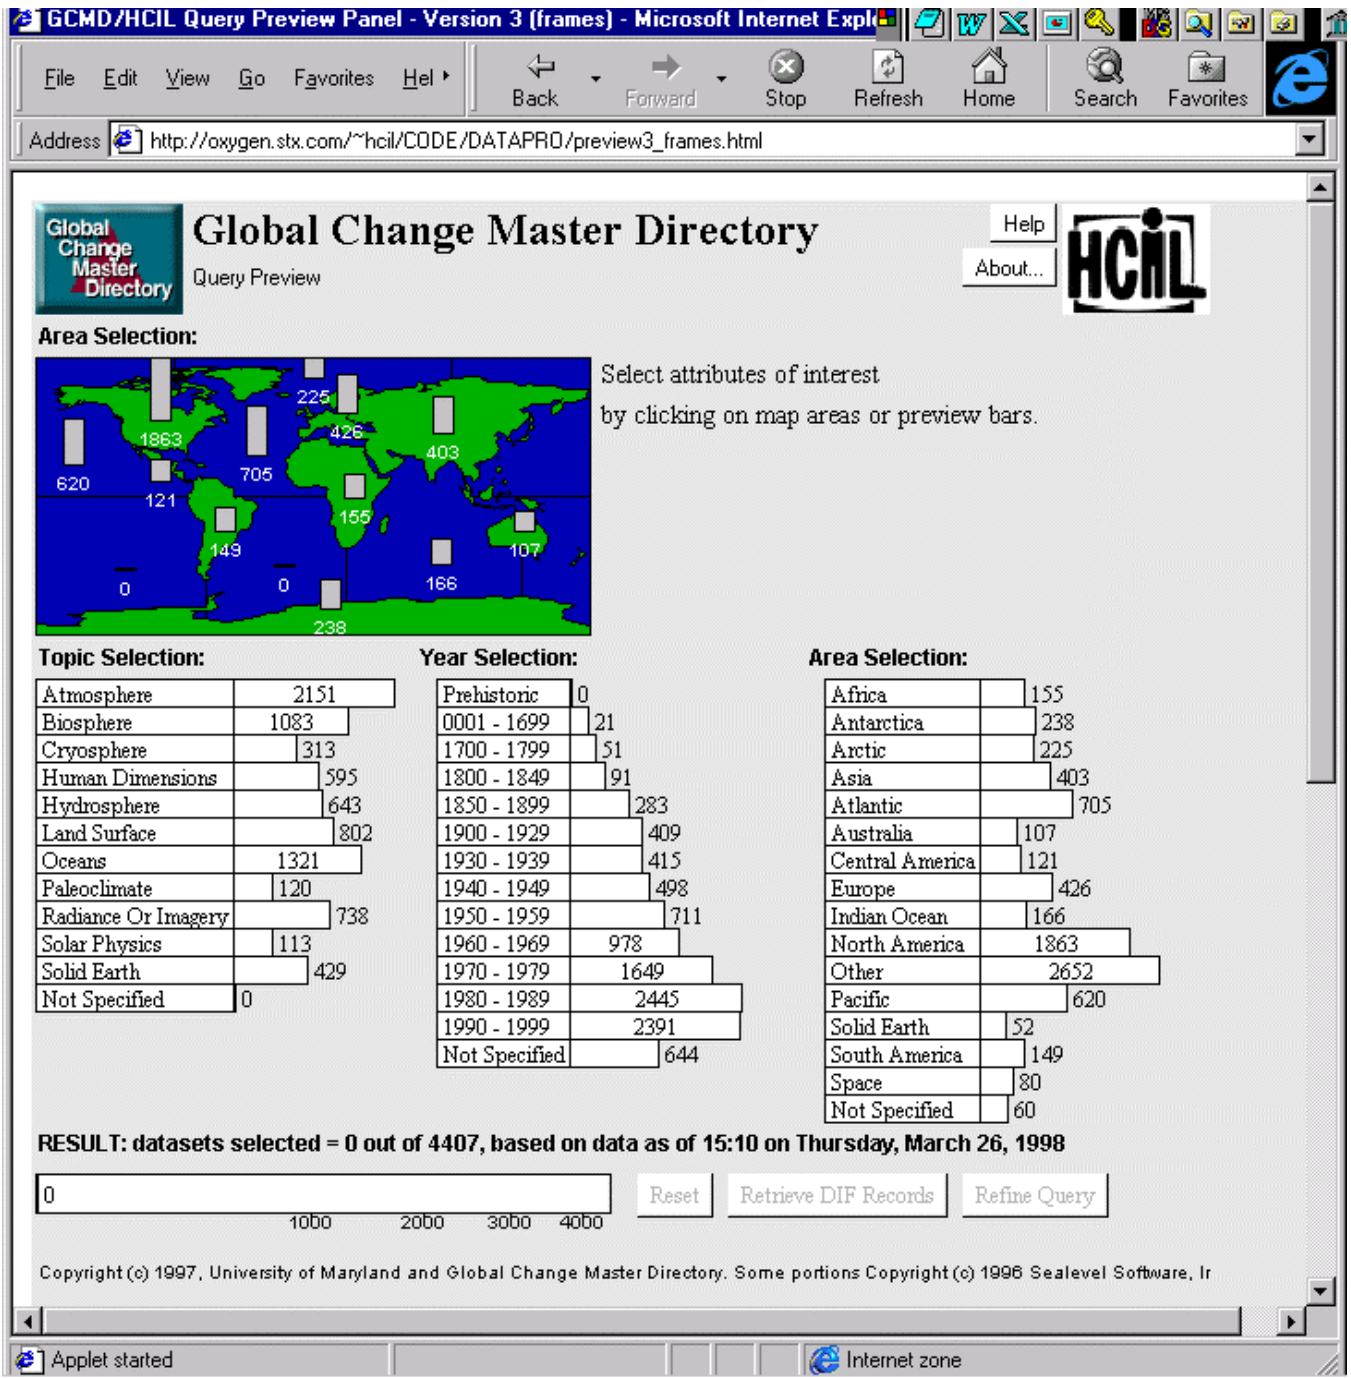 GCMD/HCIL Query Preview Panel - Version 3 (frames) - Microsoft Internet Expl
File Edit View Go Favorites Hel
Back Forward Stop Refresh Home Search Favorites
Address http://oxygen.stx.com/~hcil/CODE/DATAPRO/preview3_frames.html
Global Change Master Directory
Global Change Master Directory
Query Preview
Help
About...
HCIL
Area Selection:
Select attributes of interest
by clicking on map areas or preview bars.
225
1863
426
403
705
620
121
155
149
107
166
0
0
238
Topic Selection:
Atmosphere 2151
Biosphere 1083
Cryosphere 313
Human Dimensions 595
Hydrosphere 643
Land Surface 802
Oceans 1321
Paleoclimate 120
Radiance Or Imagery 738
Solar Physics 113
Solid Earth 429
Not Specified 0
Year Selection:
Prehistoric 0
0001 - 1699 21
1700 - 1799 51
1800 - 1849 91
1850 - 1899 283
1900 - 1929 409
1930 - 1939 415
1940 - 1949 498
1950 - 1959 711
1960 - 1969 978
1970 - 1979 1649
1980 - 1989 2445
1990 - 1999 2391
Not Specified 644
Area Selection:
Africa 155
Antarctica 238
Arctic 225
Asia 403
Atlantic 705
Australia 107
Central America 121
Europe 426
Indian Ocean 166
North America 1863
Other 2652
Pacific 620
Solid Earth 52
South America 149
Space 80
Not Specified 60
RESULT: datasets selected = 0 out of 4407, based on data as of 15:10 on Thursday, March 26, 1998
0
Reset Retrieve DIF Records Refine Query
1000 2000 3000 4000
Copyright (c) 1997, University of Maryland and Global Change Master Directory. Some portions Copyright (c) 1996 Sealevel Software, Ir
Applet started
Internet zone